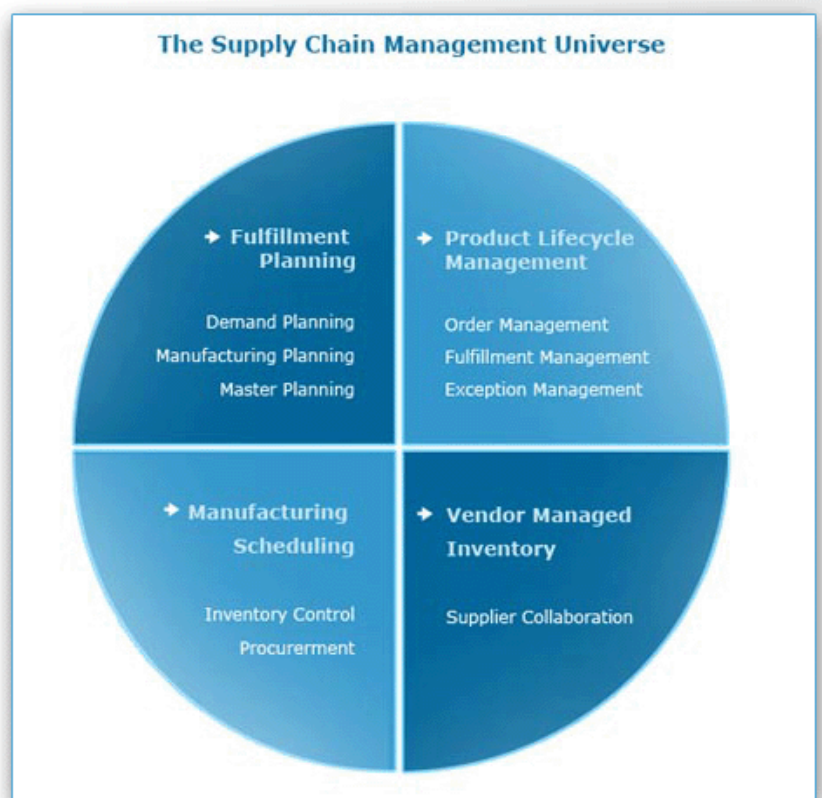 The Supply Chain Management Universe
Fulfillment
Planning
Demand Planning
Manufacturing Planning
Master Planning
Product Lifecycle
Management
Order Management
Fulfillment Management
Exception Management
Manufacturing
Scheduling
Inventory Control
Procurerment
Vendor Managed
Inventory
Supplier Collaboration